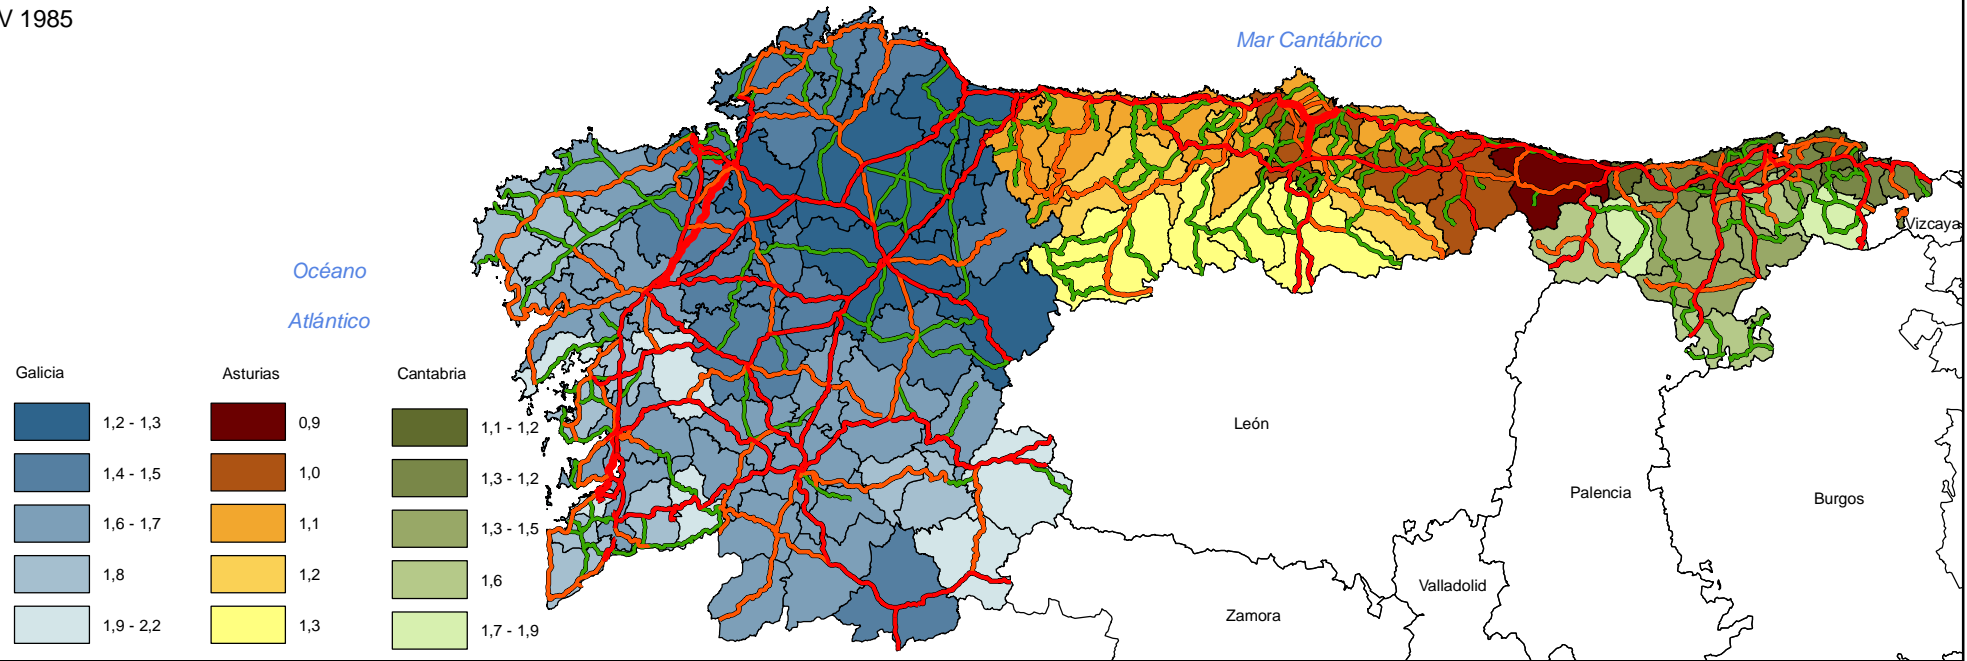 V 1985
Mar Cantábrico
Océano
Atlántico
Vizcaya
León
Palencia
Burgos
Valladolid
Zamora
Galicia
1,2 - 1,3
1,4 - 1,5
1,6 - 1,7
1,8
1,9 - 2,2
Asturias
0,9
1,0
1,1
1,2
1,3
Cantabria
1,1 - 1,2
1,3 - 1,2
1,3 - 1,5
1,6
1,7 - 1,9